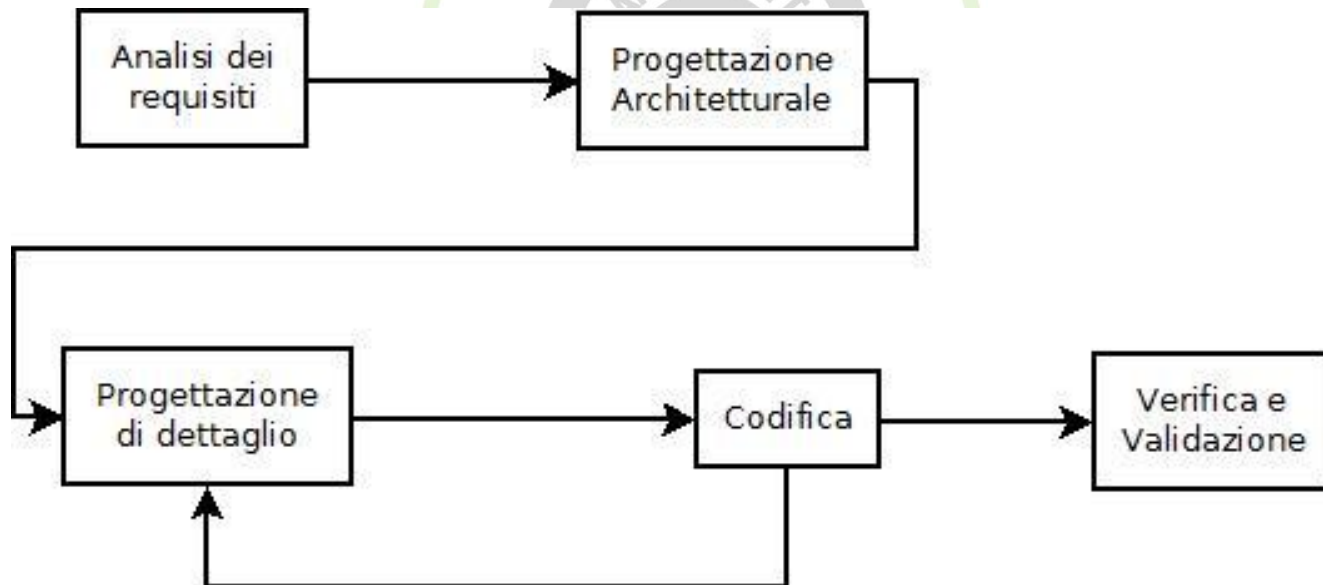 Analisi dei
requisiti
Progettazione
Architetturale
Progettazione
di dettaglio
Codifica
Verifica e
Validazione